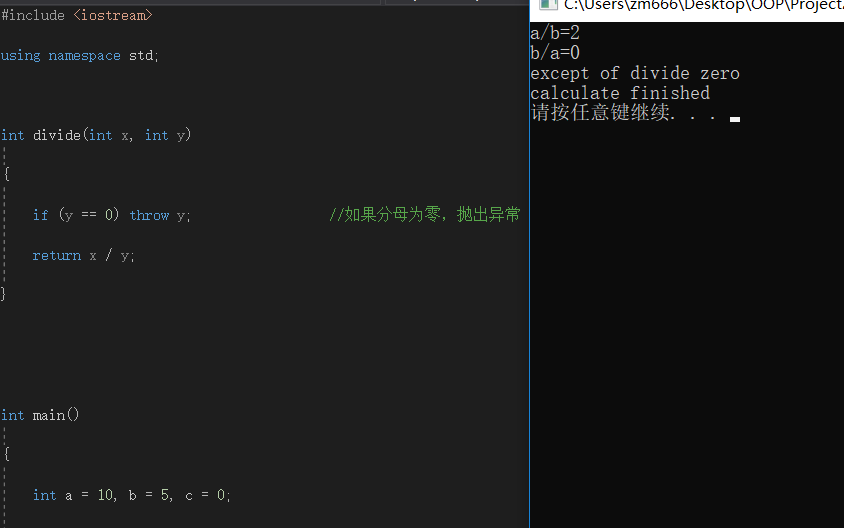 #include <iostream>
using namespace std;
int divide(int x, int y)
{
if (y == 0) throw y; //如果分母为零，抛出异常
return x / y;
}
int main()
{
int a = 10, b = 5, c = 0;
C:\Users\zm666\Desktop\OOP\ProjectA
a/b=2
b/a=0
except of divide zero
calculate finished
请按任意键继续. . .